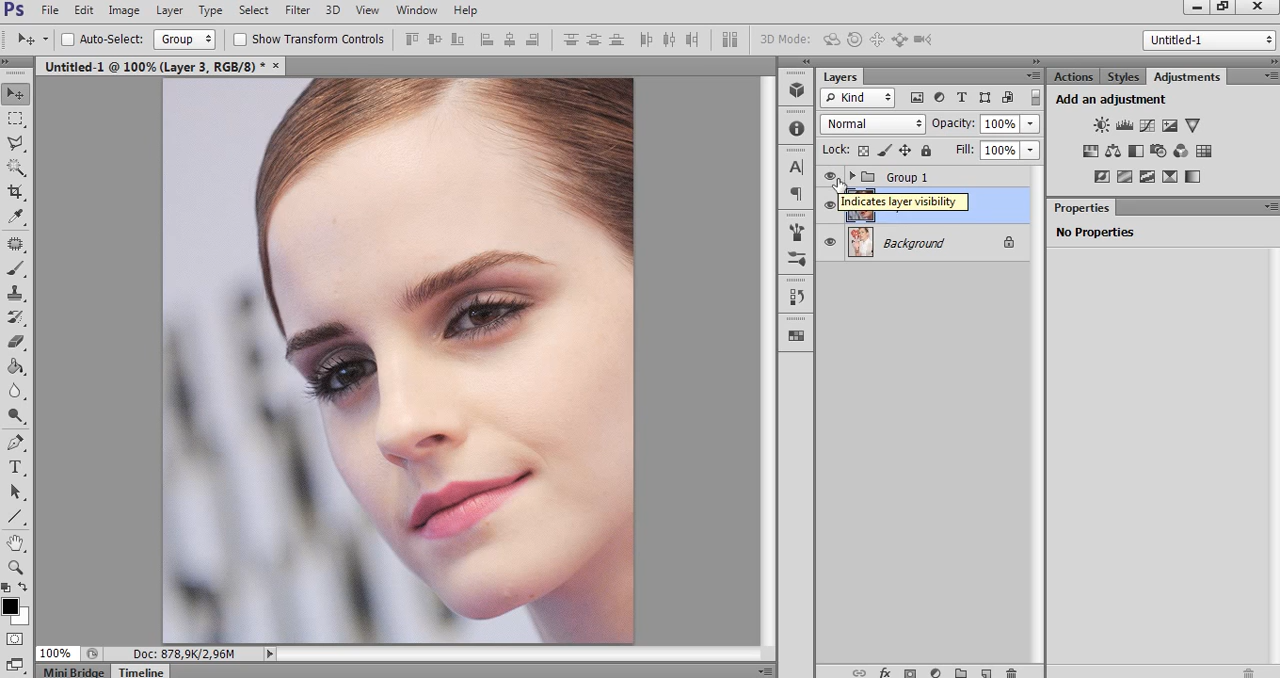 Ps File Edit Image Layer Type Select Filter 3D View Window Help
Auto-Select: Group Show Transform Controls 3D Mode: Untitled-1
Untitled-1 @ 100% (Layer 3, RGB/8) * ×
Layers
Kind
Normal Opacity: 100%
Lock: Fill: 100%
Group 1
Indicates layer visibility
Background
Actions Styles Adjustments
Add an adjustment
Properties
No Properties
100% Doc: 878,9K/2,96M
Mini Bridge Timeline